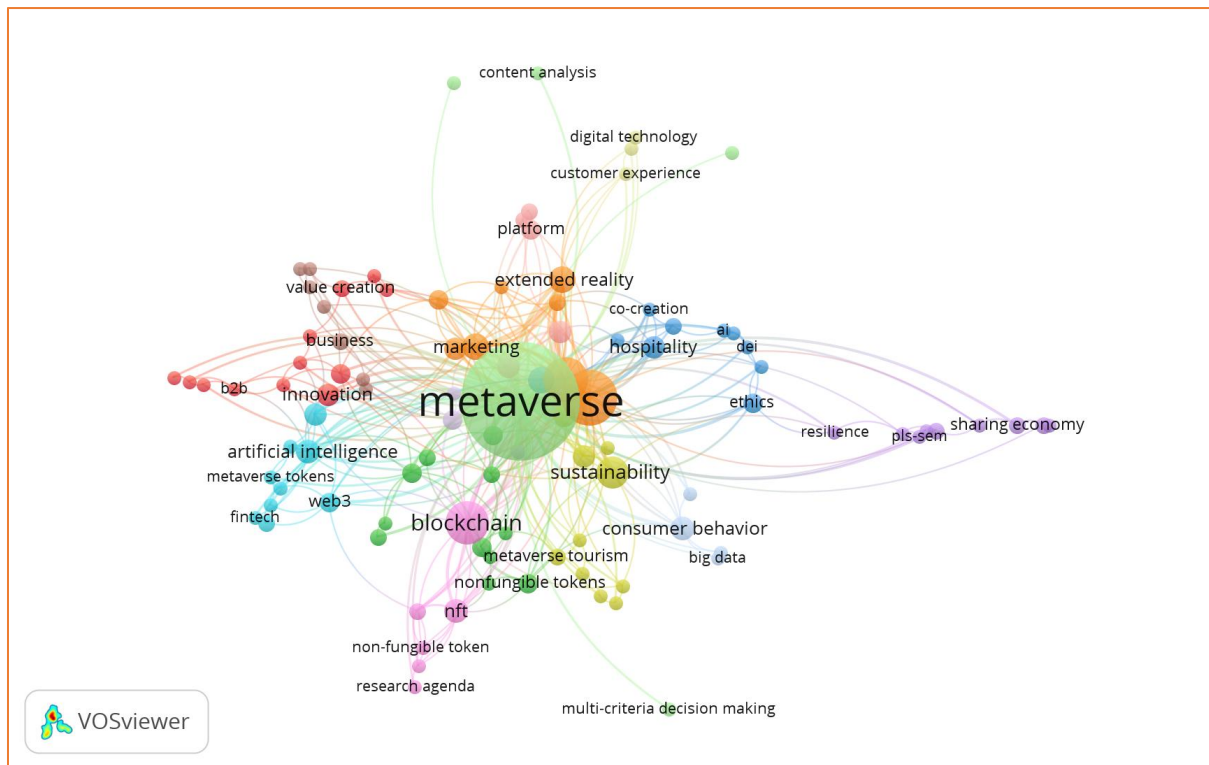 content analysis
digital technology
customer experience
platform
extended reality
value creation
co-creation
ai
business
marketing
hospitality
dei
b2b
innovation
metaverse
ethics
sharing economy
resilience
pls-sem
artificial intelligence
metaverse tokens
sustainability
web3
fintech
blockchain
consumer behavior
metaverse tourism
big data
nonfungible tokens
nft
non-fungible token
research agenda
multi-criteria decision making
VOSviewer